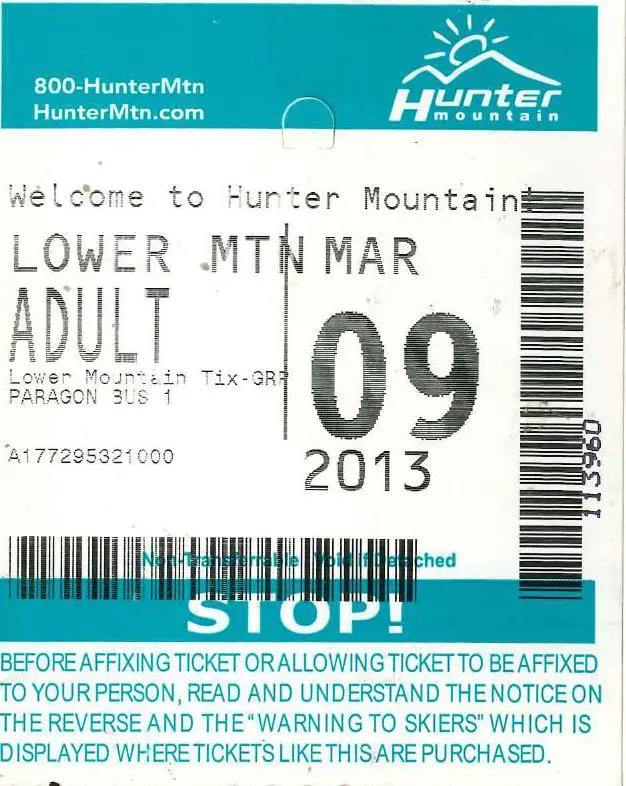 800-HunterMtn
HunterMtn.com
Hunter
mountain
Welcome to Hunter Mountain!
LOWER MTN MAR
ADULT
09
Lower Mountain Tix-GRP
PARAGON BUS 1
A177295321000
2013
113960
Non-Transferrable Void if Detached
STOP!
BEFORE AFFIXING TICKET OR ALLOWING TICKET TO BE AFFIXED
TO YOUR PERSON, READ AND UNDERSTAND THE NOTICE ON
THE REVERSE AND THE "WARNING TO SKIERS" WHICH IS
DISPLAYED WHERE TICKETS LIKE THIS ARE PURCHASED.